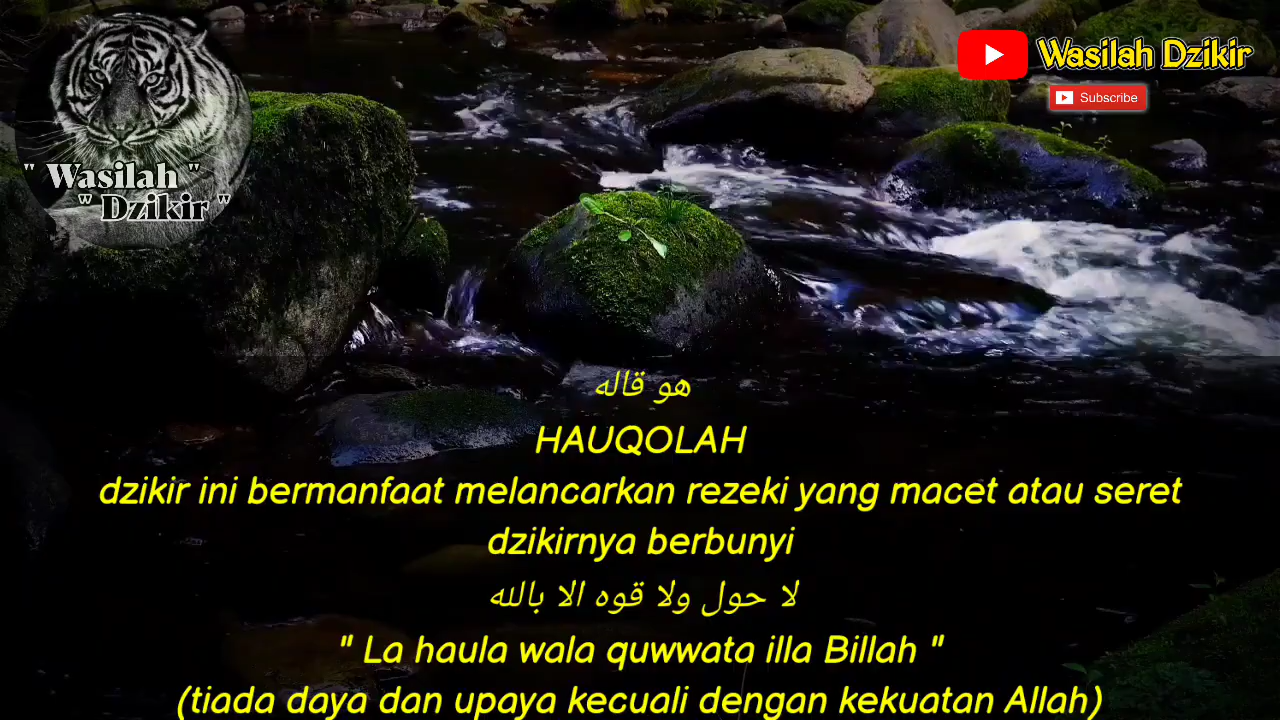 " Wasilah "
" Dzikir "
Wasilah Dzikir
Subscribe
هو قاله
HAUQOLAH
dzikir ini bermanfaat melancarkan rezeki yang macet atau seret
dzikirnya berbunyi
لا حول ولا قوه الا بالله
" La haula wala quwwata illa Billah "
(tiada daya dan upaya kecuali dengan kekuatan Allah)